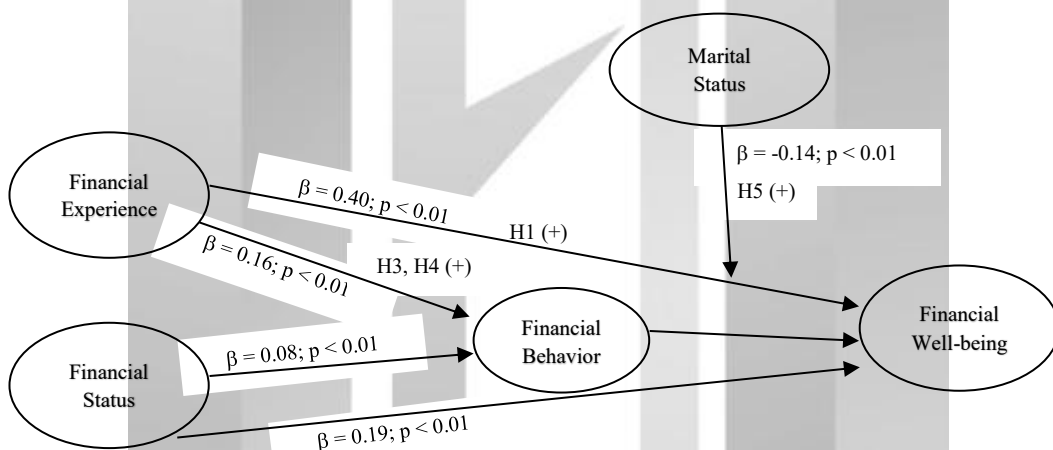 Marital
Status
β = -0.14; p < 0.01
H5 (+)
Financial
Experience
β = 0.40; p < 0.01
H1 (+)
β = 0.16; p < 0.01
H3, H4 (+)
Financial
Behavior
Financial
Well-being
β = 0.08; p < 0.01
Financial
Status
β = 0.19; p < 0.01